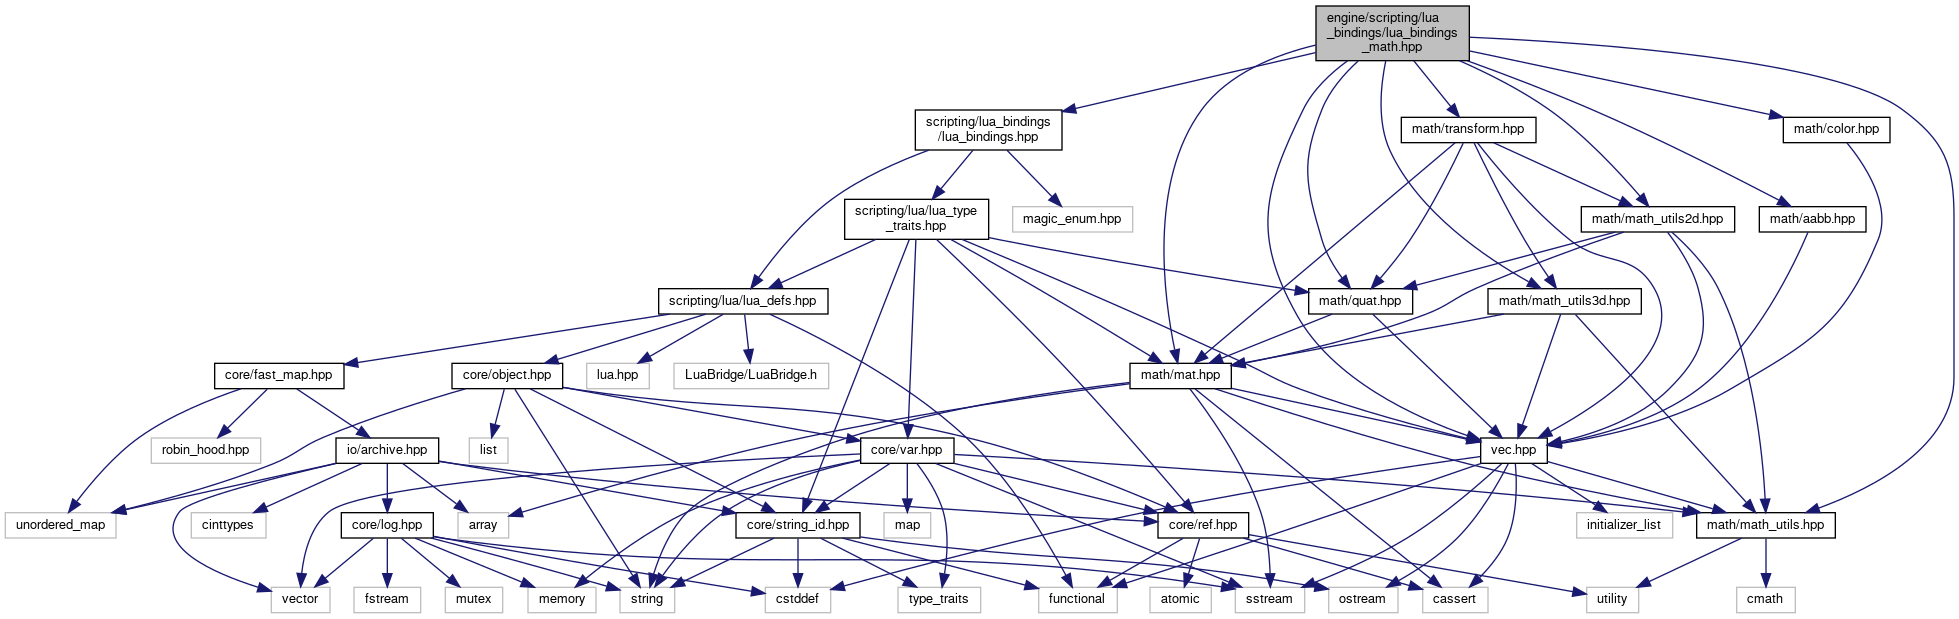 engine/scripting/lua
_bindings/lua_bindings
_math.hpp
scripting/lua_bindings
/lua_bindings.hpp
math/transform.hpp
math/color.hpp
scripting/lua/lua_type
_traits.hpp
magic_enum.hpp
math/math_utils2d.hpp
math/aabb.hpp
scripting/lua/lua_defs.hpp
math/quat.hpp
math/math_utils3d.hpp
core/fast_map.hpp
core/object.hpp
lua.hpp
LuaBridge/LuaBridge.h
math/mat.hpp
robin_hood.hpp
io/archive.hpp
list
core/var.hpp
vec.hpp
unordered_map
cinttypes
core/log.hpp
array
core/string_id.hpp
map
core/ref.hpp
initializer_list
math/math_utils.hpp
vector
fstream
mutex
memory
string
cstddef
type_traits
functional
atomic
sstream
ostream
cassert
utility
cmath